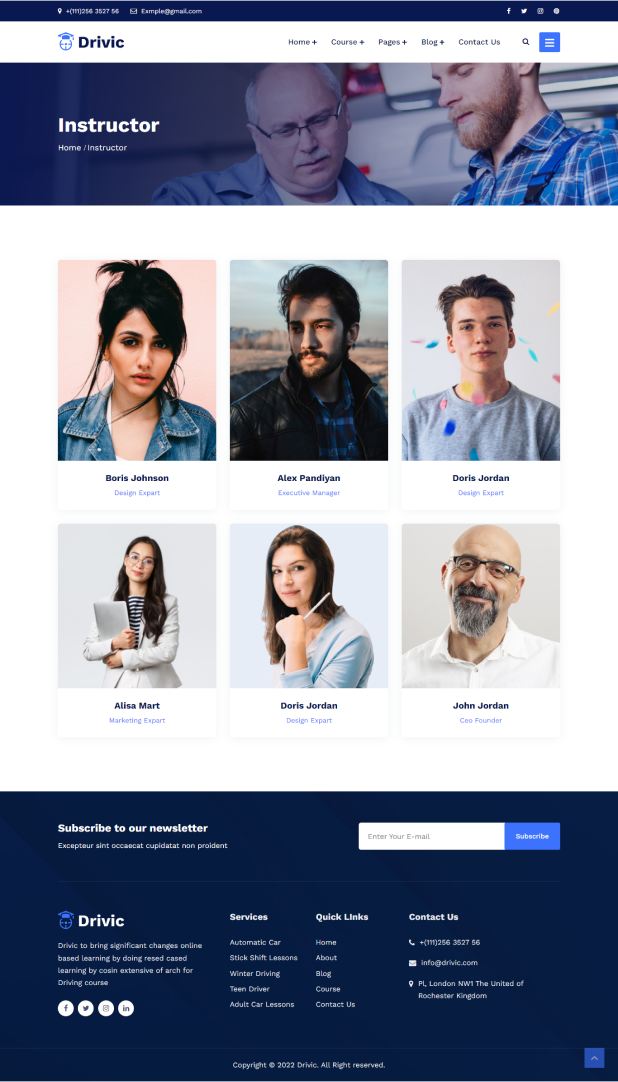 +(111)256 3527 56 Exmple@gmail.com
Drivic
Home + Course + Pages + Blog + Contact Us
Instructor
Home / Instructor
Boris Johnson Alex Pandiyan Doris Jordan
Design Expart Executive Manager Design Expart
Alisa Mart Doris Jordan John Jordan
Marketing Expart Design Expart Ceo Founder
Subscribe to our newsletter
Excepteur sint occaecat cupidatat non proident
Enter Your E-mail Subscribe
Drivic
Drivic to bring significant changes online
based learning by doing resed cased
learning by cosin extensive of arch for
Driving course
Services
Automatic Car
Stick Shift Lessons
Winter Driving
Teen Driver
Adult Car Lessons
Quick LInks
Home
About
Blog
Course
Contact Us
Contact Us
+(111)256 3527 56
info@drivic.com
PL London NW1 The United of
Rochester Kingdom
Copyright © 2022 Drivic. All Right reserved.